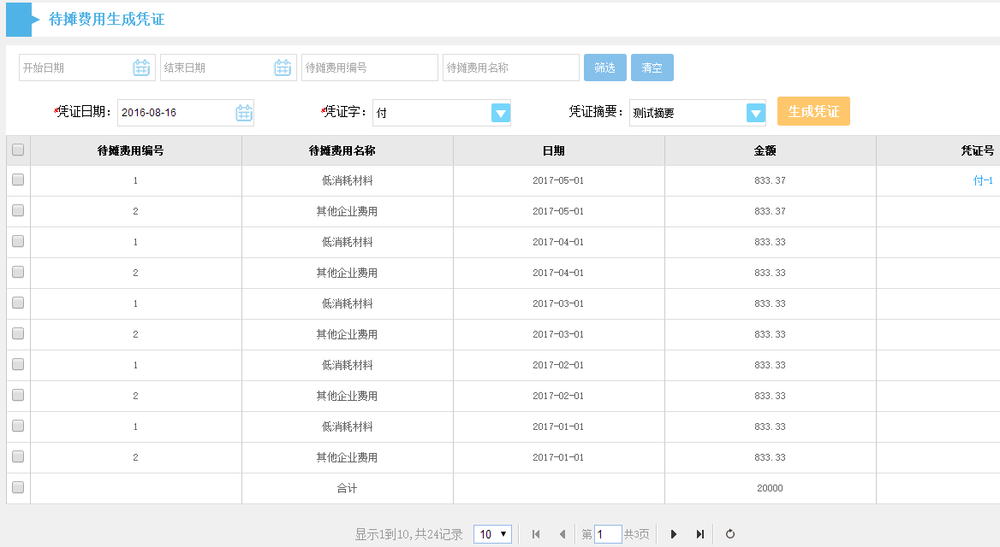 待摊费用生成凭证
开始日期 结束日期 待摊费用编号 待摊费用名称 筛选 清空
*凭证日期： 2016-08-16 *凭证字： 付 凭证摘要： 测试摘要 生成凭证
待摊费用编号 待摊费用名称 日期 金额 凭证号
1 低消耗材料 2017-05-01 833.37 付-1
2 其他企业费用 2017-05-01 833.37
1 低消耗材料 2017-04-01 833.33
2 其他企业费用 2017-04-01 833.33
1 低消耗材料 2017-03-01 833.33
2 其他企业费用 2017-03-01 833.33
1 低消耗材料 2017-02-01 833.33
2 其他企业费用 2017-02-01 833.33
1 低消耗材料 2017-01-01 833.33
2 其他企业费用 2017-01-01 833.33
合计 20000
显示1到10,共24记录 10 第 1 共3页